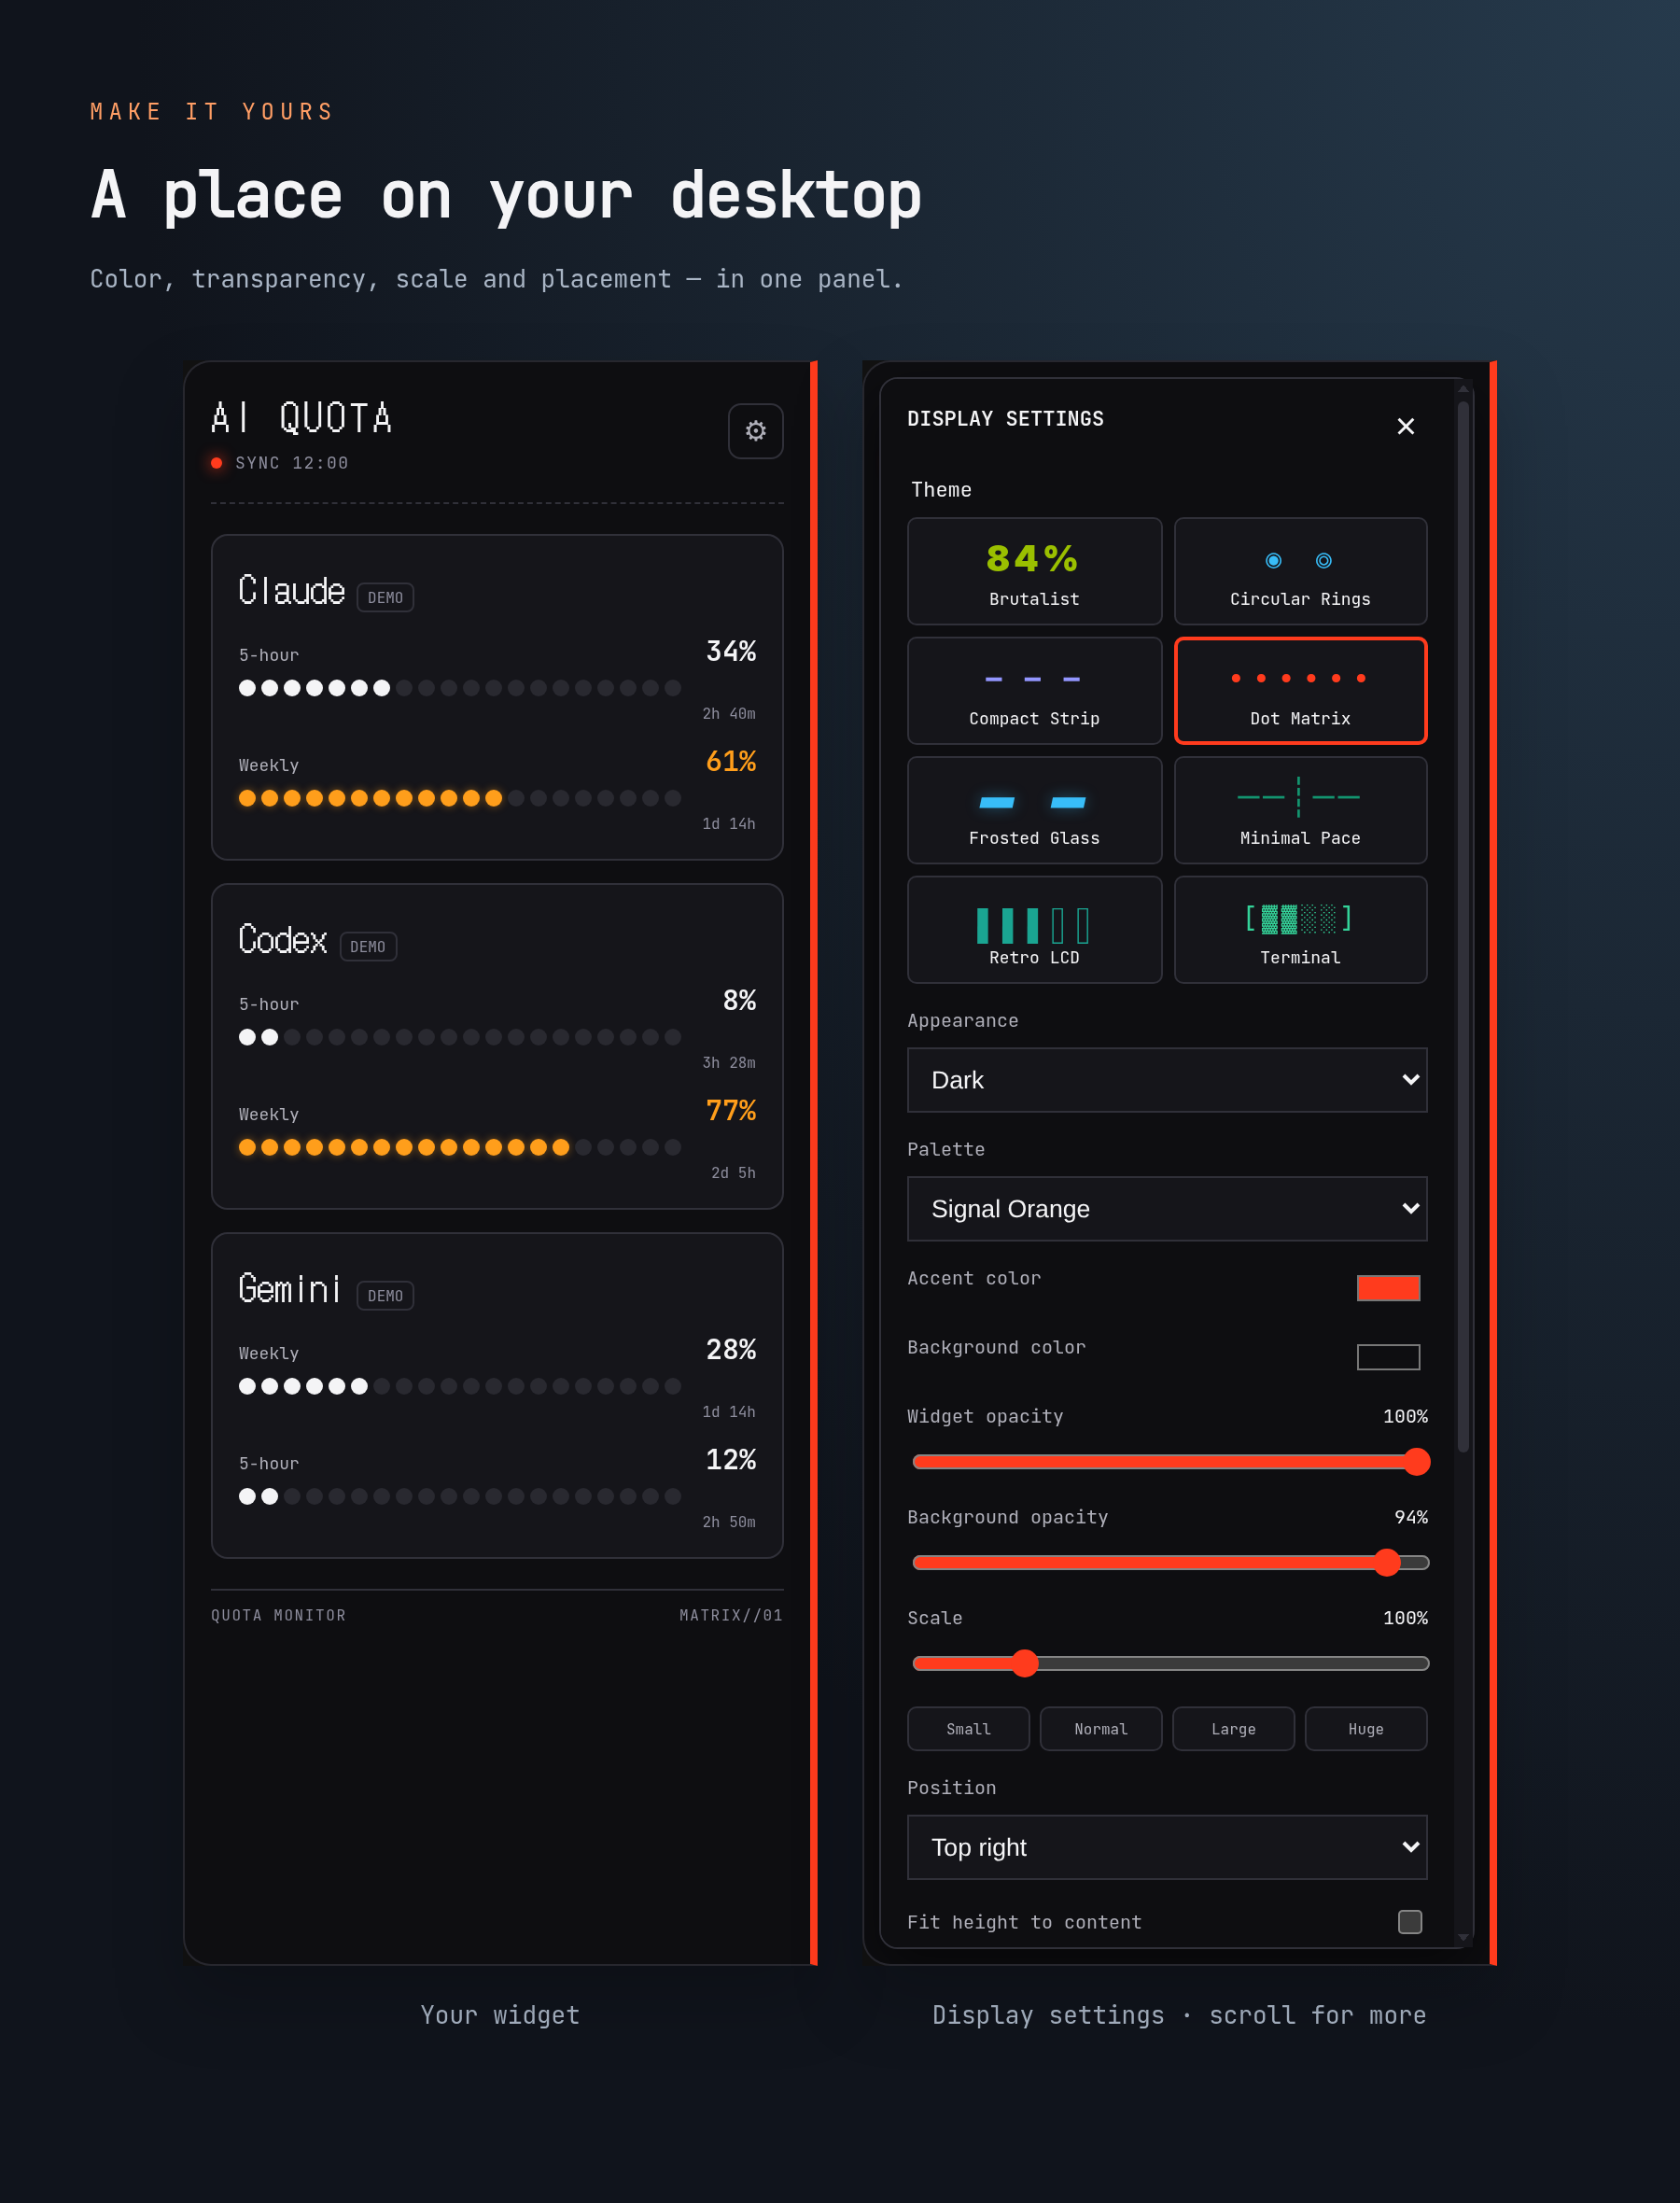 MAKE IT YOURS
A place on your desktop
Color, transparency, scale and placement — in one panel.
AI QUOTA
SYNC 12:00
Claude DEMO
5-hour 34%
2h 40m
Weekly 61%
1d 14h
Codex DEMO
5-hour 8%
3h 28m
Weekly 77%
2d 5h
Gemini DEMO
Weekly 28%
1d 14h
5-hour 12%
2h 50m
QUOTA MONITOR MATRIX//01
Your widget
DISPLAY SETTINGS
Theme
84%
Brutalist
Circular Rings
Compact Strip
Dot Matrix
Frosted Glass
Minimal Pace
Retro LCD
Terminal
Appearance
Dark
Palette
Signal Orange
Accent color
Background color
Widget opacity 100%
Background opacity 94%
Scale 100%
Small Normal Large Huge
Position
Top right
Fit height to content
Display settings · scroll for more